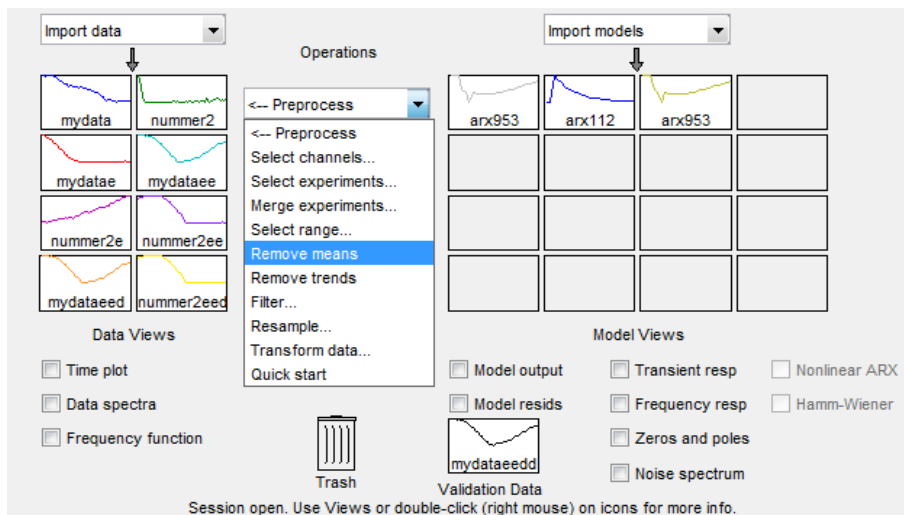 Import data
Operations
Import models
mydata
nummer2
<-- Preprocess
arx953
arx112
arx953
<-- Preprocess
Select channels...
Select experiments...
Merge experiments...
Select range...
Remove means
Remove trends
Filter...
Resample...
Transform data...
Quick start
mydatae
mydataee
nummer2e
nummer2ee
mydataeed
nummer2eed
Data Views
Model Views
Time plot
Data spectra
Frequency function
Model output
Transient resp
Nonlinear ARX
Model resids
Frequency resp
Hamm-Wiener
Zeros and poles
Noise spectrum
Trash
mydataeedd
Validation Data
Session open. Use Views or double-click (right mouse) on icons for more info.